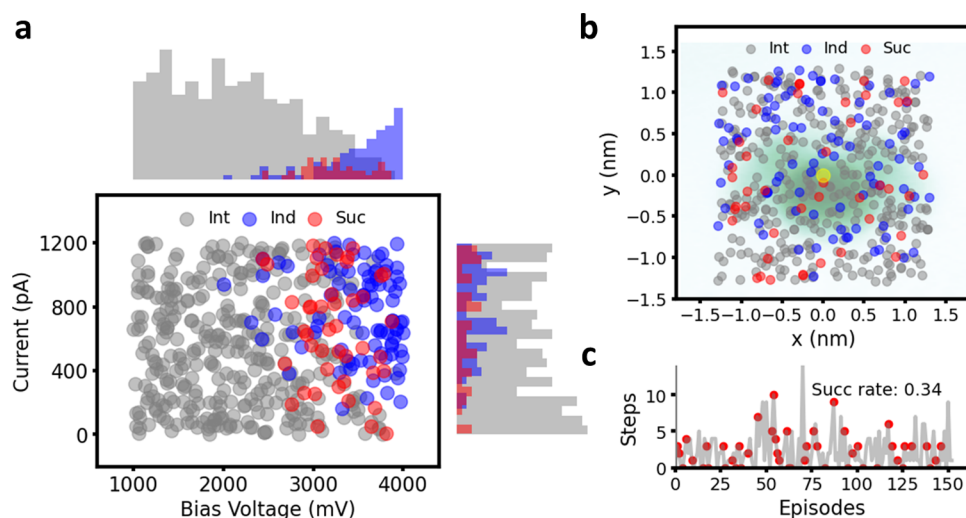 a
Int Ind Suc
1200
800
400
0
Current (pA)
1000 2000 3000 4000
Bias Voltage (mV)
b
Int Ind Suc
1.5
1.0
0.5
0.0
−0.5
−1.0
−1.5
y (nm)
−1.5 −1.0 −0.5 0.0 0.5 1.0 1.5
x (nm)
c
Succ rate: 0.34
10
5
0
Steps
0 25 50 75 100 125 150
Episodes